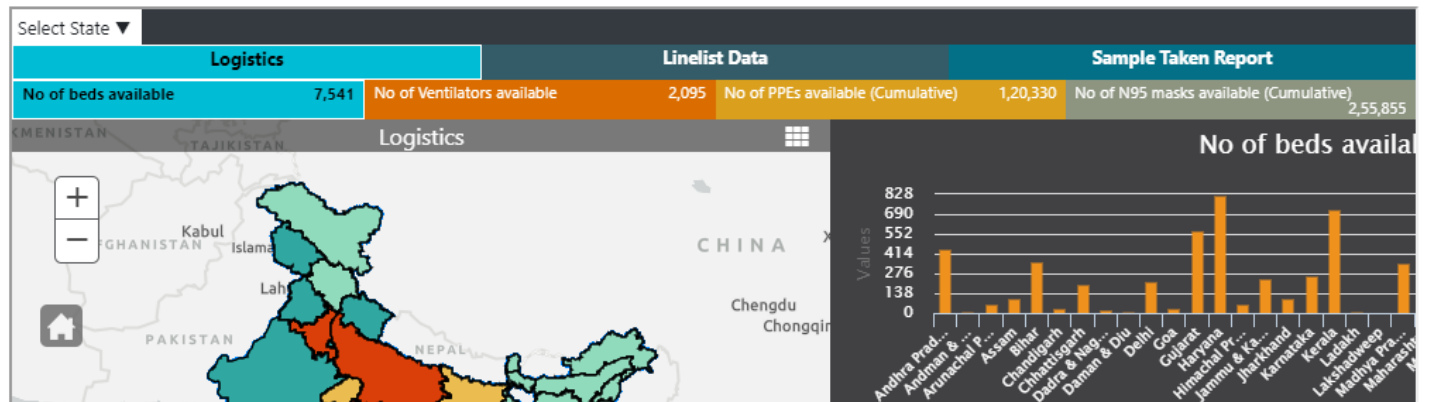 Select State ▼
Logistics
Linelist Data
Sample Taken Report
No of beds available 7,541
No of Ventilators available 2,095
No of PPEs available (Cumulative) 1,20,330
No of N95 masks available (Cumulative)
2,55,855
KMENISTAN
TAJIKISTAN
Logistics
No of beds availal
+
−
Kabul
FGHANISTAN
Islama
Lah
PAKISTAN
NEPAL
CHINA
Chengdu
Chongqin
Values
828
690
552
414
276
138
0
Andhra Prad...
Andman & ...
Arunachal P...
Assam
Bihar
Chandigarh
Chhatisgarh
Dadra & Nag...
Daman & Diu
Delhi
Goa
Gujarat
Haryana
Himachal Pr...
Jammu & Ka...
Jharkhand
Karnataka
Kerala
Ladakh
Lakshadweep
Madhya Pra...
Maharasht